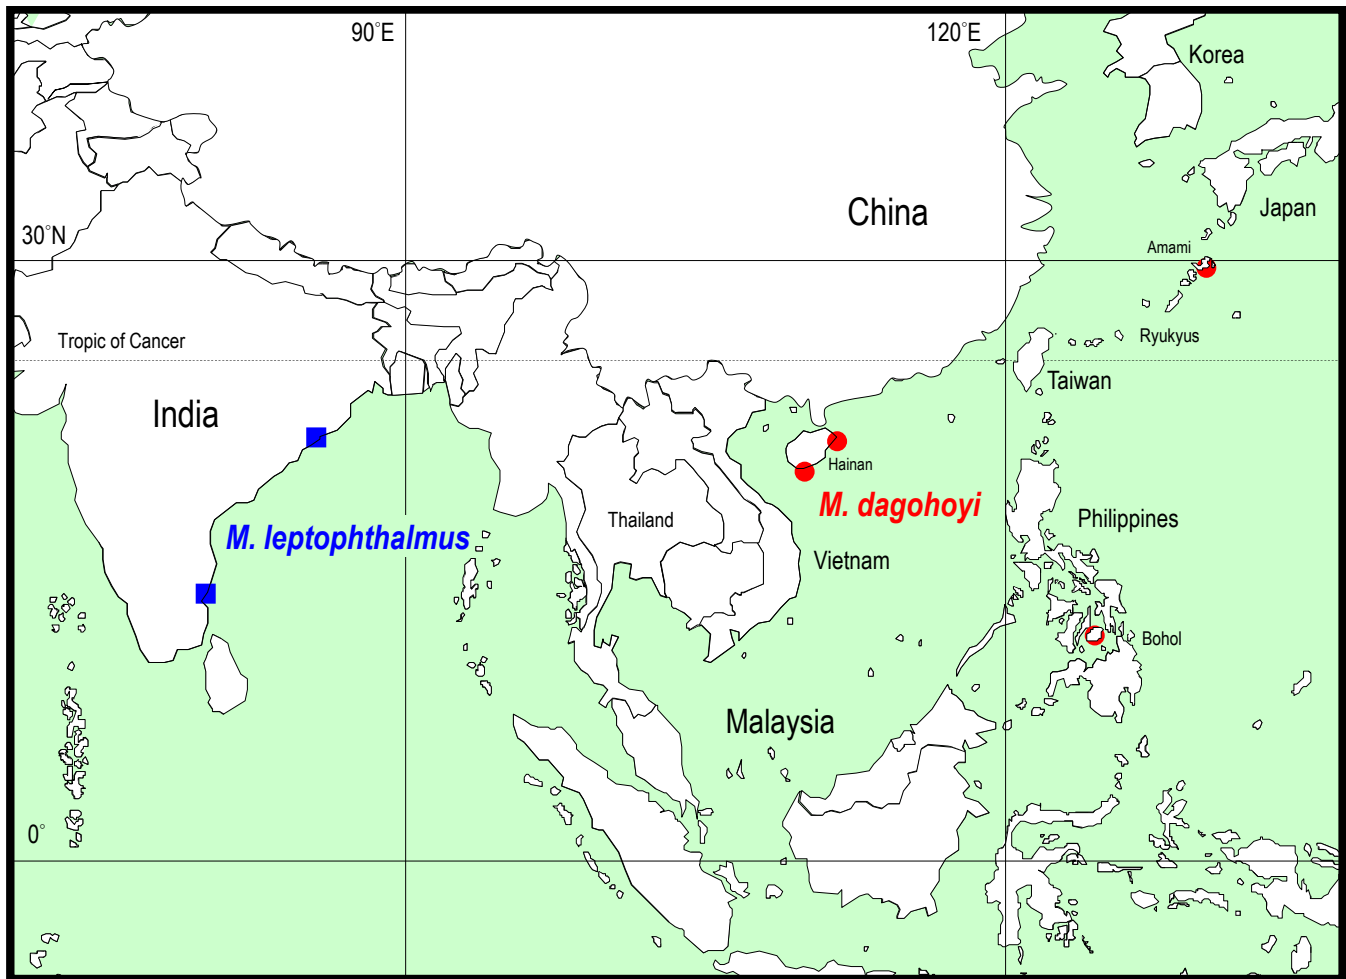 90°E
120°E
Korea
China
Japan
30°N
Amami
Tropic of Cancer
Ryukyus
Taiwan
India
Hainan
M. dagohoyi
Thailand
Philippines
M. leptophthalmus
Vietnam
Bohol
Malaysia
0°